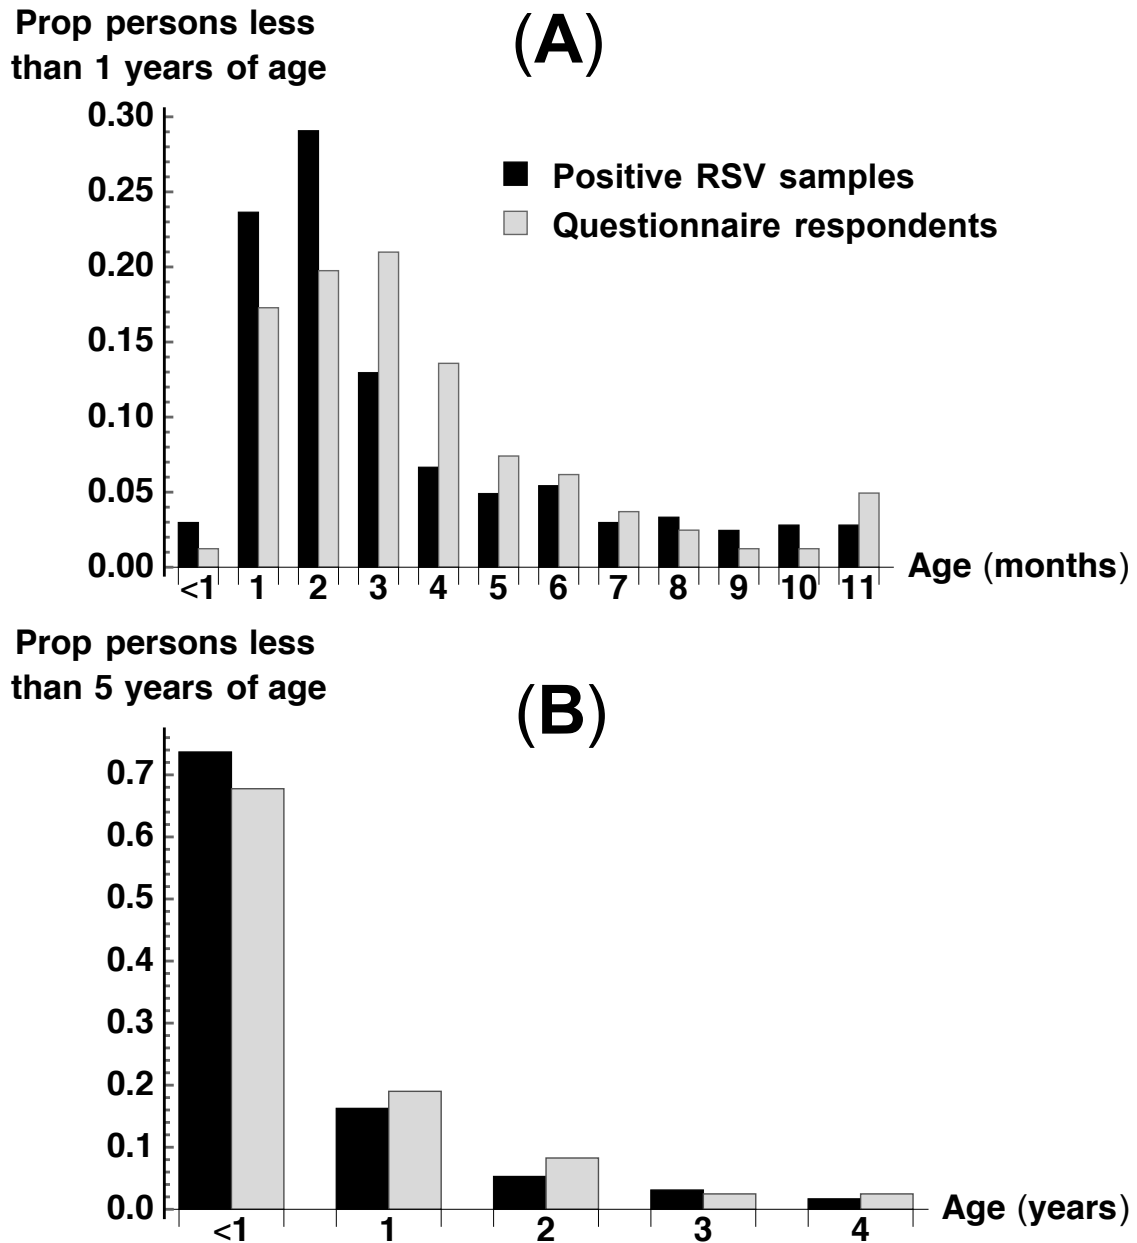 Prop persons less
than 1 years of age
(A)
0.30
0.25
0.20
0.15
0.10
0.05
0.00
Positive RSV samples
Questionnaire respondents
<1 1 2 3 4 5 6 7 8 9 10 11
Age (months)
Prop persons less
than 5 years of age
(B)
0.7
0.6
0.5
0.4
0.3
0.2
0.1
0.0
<1 1 2 3 4
Age (years)